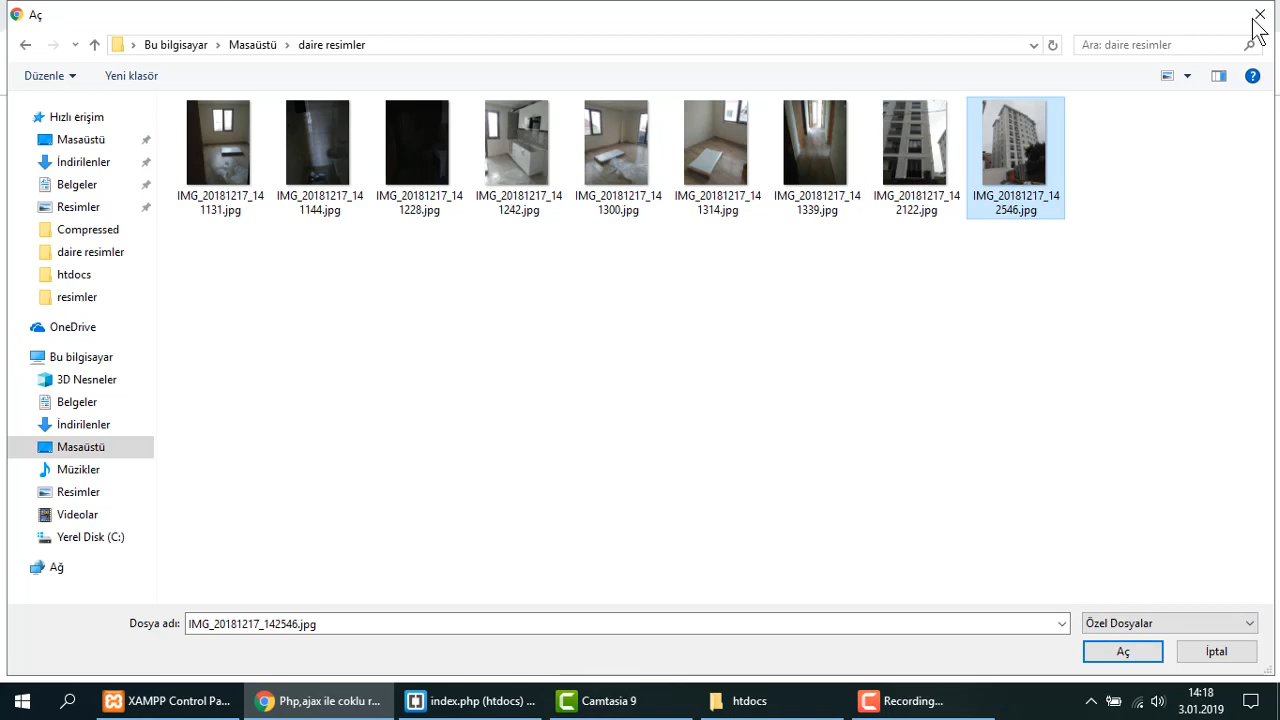 Aç
Bu bilgisayar
Masaüstü
daire resimler
Ara: daire resimler
Düzenle
Yeni klasör
Hızlı erişim
Masaüstü
İndirilenler
Belgeler
Resimler
Compressed
daire resimler
htdocs
resimler
OneDrive
Bu bilgisayar
3D Nesneler
Belgeler
İndirilenler
Masaüstü
Müzikler
Resimler
Videolar
Yerel Disk (C:)
Ağ
IMG_20181217_14
1131.jpg
IMG_20181217_14
1144.jpg
IMG_20181217_14
1228.jpg
IMG_20181217_14
1242.jpg
IMG_20181217_14
1300.jpg
IMG_20181217_14
1314.jpg
IMG_20181217_14
1339.jpg
IMG_20181217_14
2122.jpg
IMG_20181217_14
2546.jpg
Dosya adı:
IMG_20181217_142546.jpg
Özel Dosyalar
Aç
İptal
XAMPP Control Pa...
Php,ajax ile coklu r...
index.php (htdocs) ...
Camtasia 9
htdocs
Recording...
14:18
3.01.2019